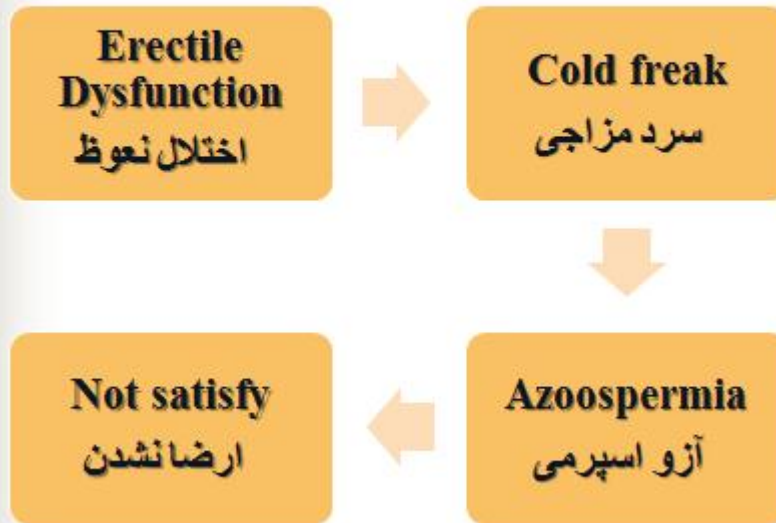 Erectile
Dysfunction
اختلال نعوظ
Cold freak
سرد مزاجی
Azoospermia
آزو اسپرمی
Not satisfy
ارضا نشدن